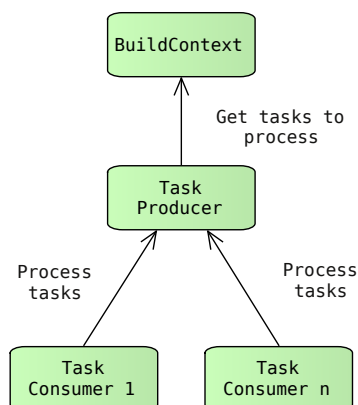 BuildContext
Get tasks to
process
Task
Producer
Process
tasks
Process
tasks
Task
Consumer 1
Task
Consumer n